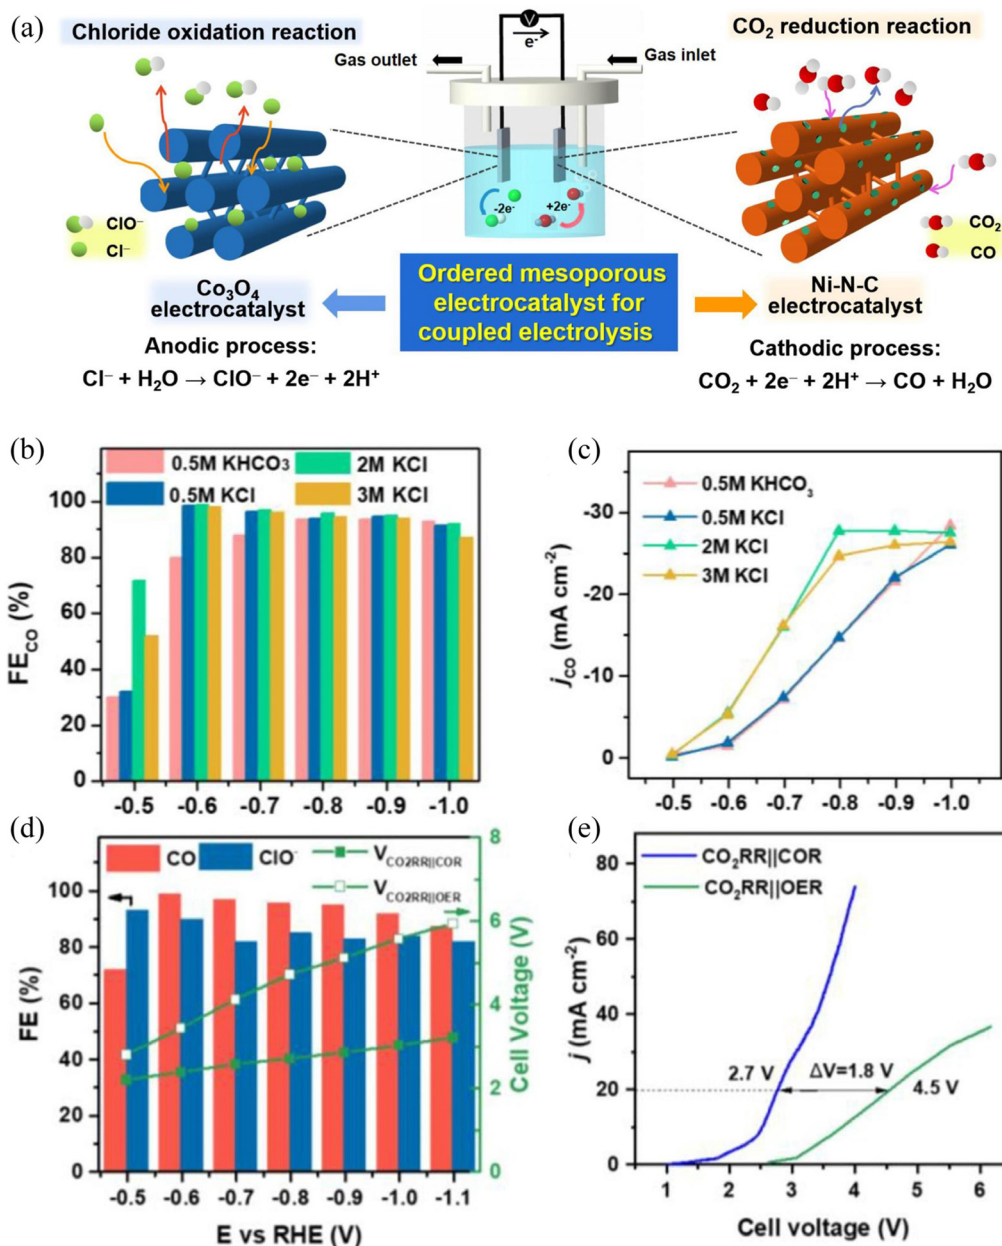 (a)
Chloride oxidation reaction
V
e-
Gas outlet
Gas inlet
CO₂ reduction reaction
-2e-
+2e-
ClO⁻
Cl⁻
CO₂
CO
Co₃O₄
electrocatalyst
Ordered mesoporous
electrocatalyst for
coupled electrolysis
Ni-N-C
electrocatalyst
Anodic process:
Cl⁻ + H₂O → ClO⁻ + 2e⁻ + 2H⁺
Cathodic process:
CO₂ + 2e⁻ + 2H⁺ → CO + H₂O
(b)
0.5M KHCO₃
2M KCl
0.5M KCl
3M KCl
FE_CO (%)
100
80
60
40
20
0
-0.5 -0.6 -0.7 -0.8 -0.9 -1.0
(c)
0.5M KHCO₃
0.5M KCl
2M KCl
3M KCl
j_CO (mA cm⁻²)
-30
-20
-10
0
-0.5 -0.6 -0.7 -0.8 -0.9 -1.0
(d)
CO
ClO⁻
V_CO2RR||COR
V_CO2RR||OER
FE (%)
100
80
60
40
20
0
8
6
4
2
0
Cell Voltage (V)
-0.5 -0.6 -0.7 -0.8 -0.9 -1.0 -1.1
E vs RHE (V)
(e)
CO₂RR||COR
CO₂RR||OER
j (mA cm⁻²)
80
60
40
20
0
2.7 V
ΔV=1.8 V
4.5 V
1 2 3 4 5 6
Cell voltage (V)